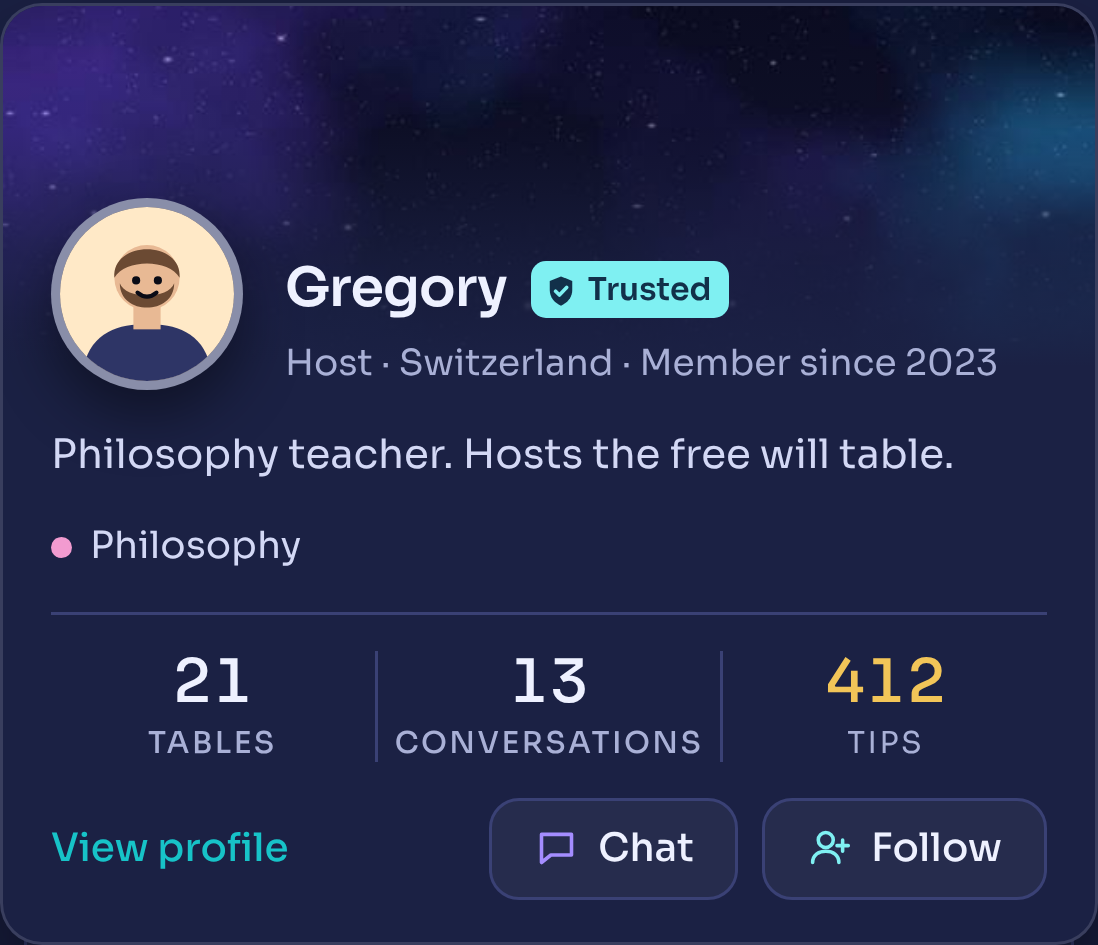 Gregory Trusted
Host · Switzerland · Member since 2023
Philosophy teacher. Hosts the free will table.
Philosophy
21 13 412
TABLES CONVERSATIONS TIPS
View profile Chat Follow